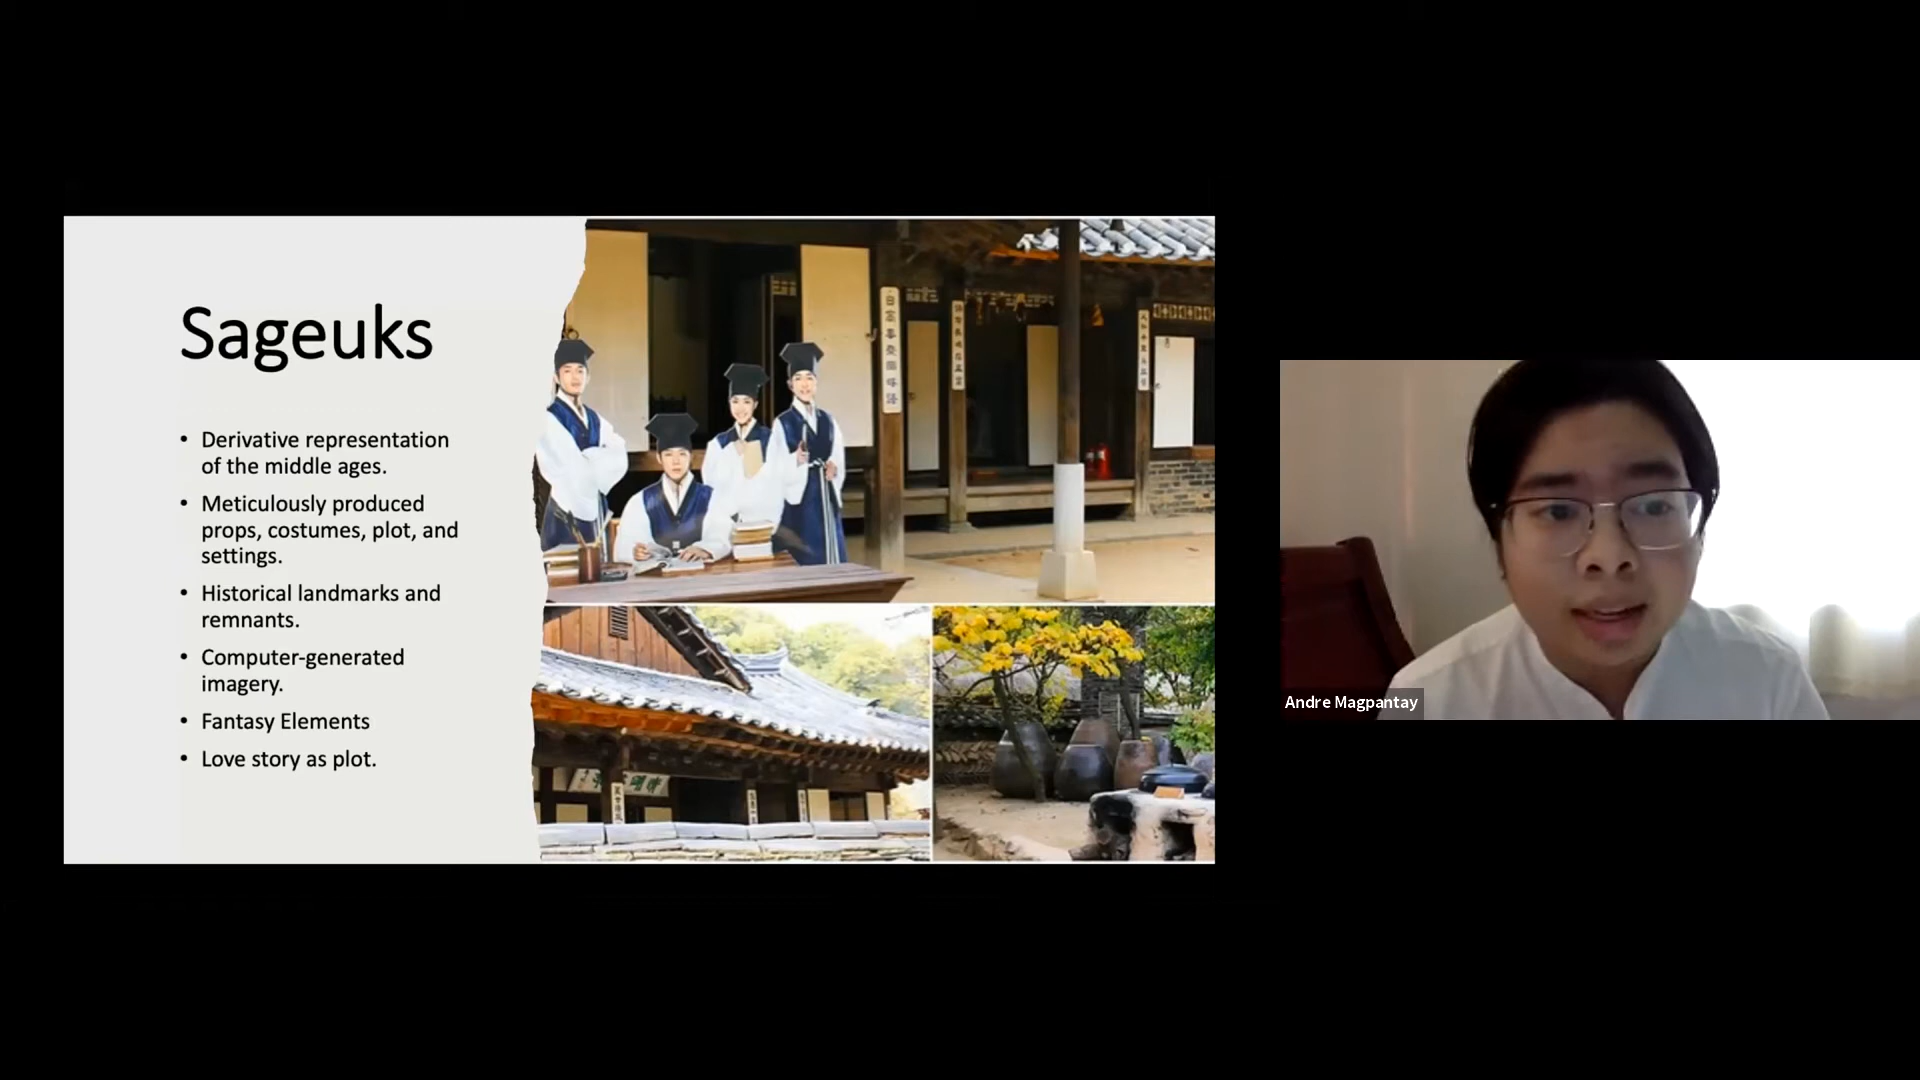 Sageuks
• Derivative representation
of the middle ages.
• Meticulously produced
props, costumes, plot, and
settings.
• Historical landmarks and
remnants.
• Computer-generated
imagery.
• Fantasy Elements
• Love story as plot.
Andre Magpantay